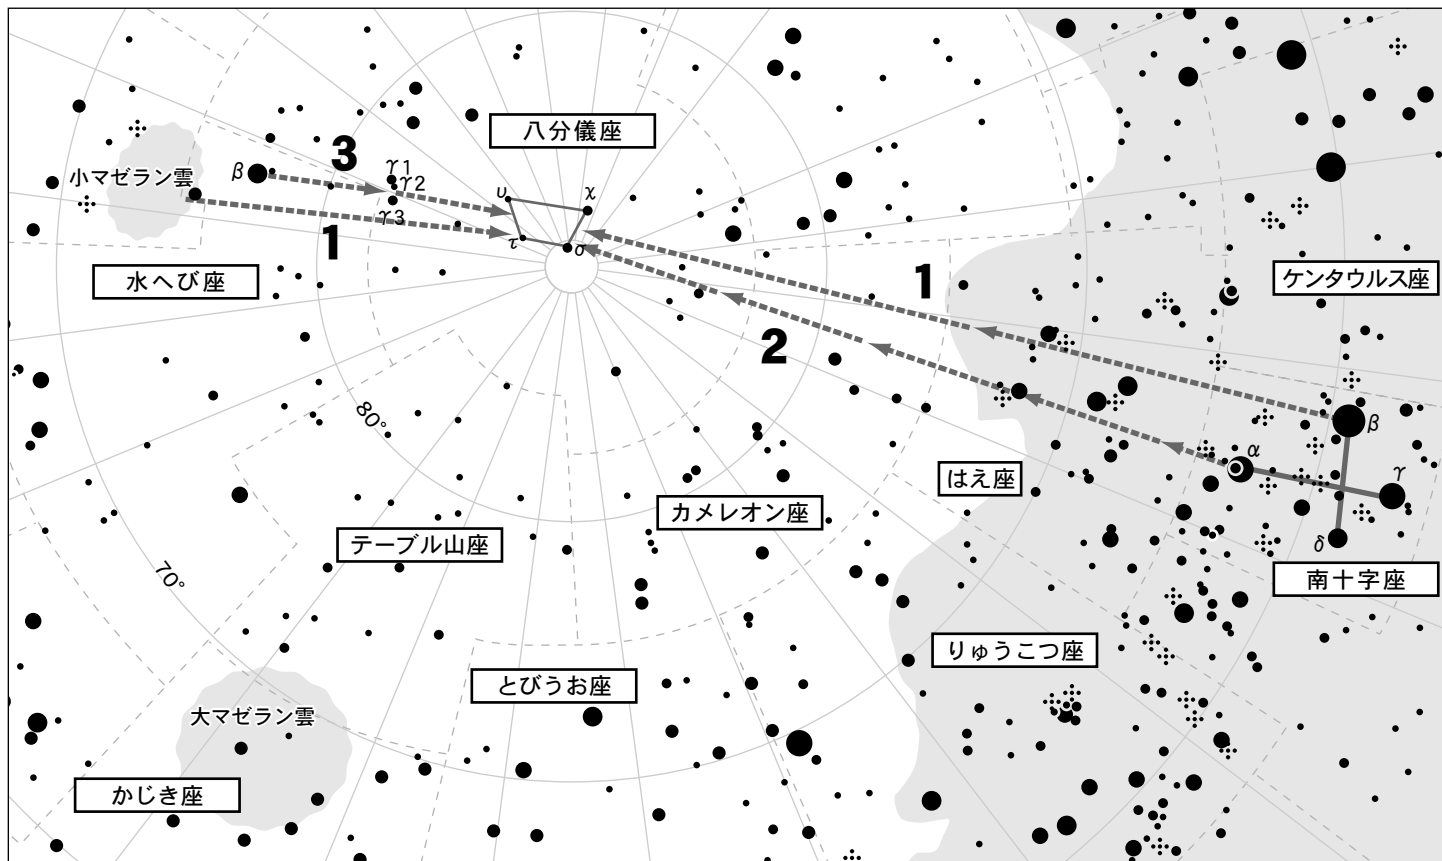 八分儀座
3
γ1
γ2
γ3
β
小マゼラン雲
1
υ
χ
τ
σ
水へび座
1
ケンタウルス座
2
80°
β
α
γ
はえ座
カメレオン座
テーブル山座
δ
70°
南十字座
りゅうこつ座
とびうお座
大マゼラン雲
かじき座